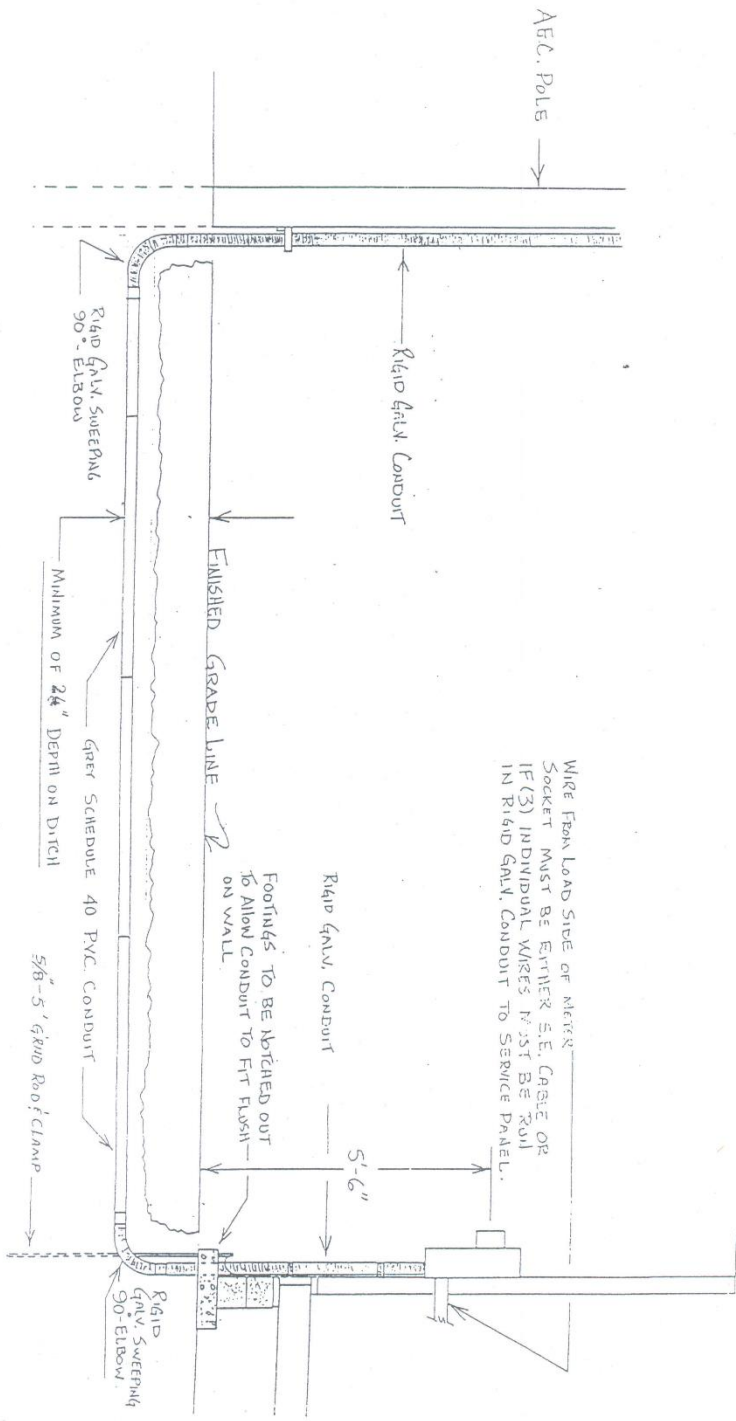 A.E.C. POLE
RIGID GALV. CONDUIT
RIGID GALV. SWEEPING
90°-ELBOW
FINISHED GRADE LINE
MINIMUM OF 24" DEPTH ON DITCH
GREY SCHEDULE 40 P.V.C. CONDUIT
WIRE FROM LOAD SIDE OF METER
SOCKET MUST BE EITHER S.E. CABLE OR
IF (3) INDIVIDUAL WIRES MUST BE RUN
IN RIGID GALV. CONDUIT TO SERVICE PANEL.
5'-6"
RIGID GALV. CONDUIT
FOOTINGS TO BE NOTCHED OUT
TO ALLOW CONDUIT TO FIT FLUSH
ON WALL
5/8"-5' GRND ROD & CLAMP
RIGID
GALV. SWEEPING
90°-ELBOW